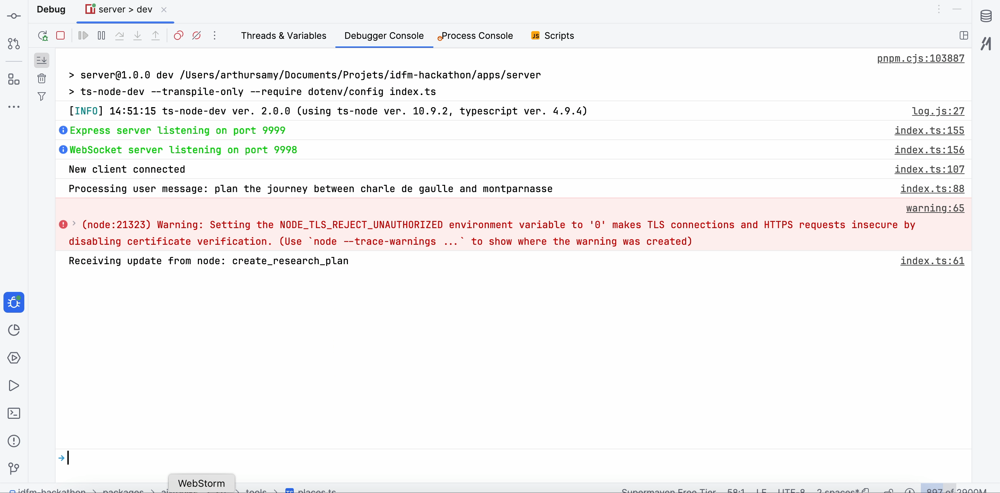 Debug
server > dev
Threads & Variables
Debugger Console
Process Console
JS Scripts
pnpm.cjs:103887
> server@1.0.0 dev /Users/arthursamy/Documents/Projets/idfm-hackathon/apps/server
> ts-node-dev --transpile-only --require dotenv/config index.ts
[INFO] 14:51:15 ts-node-dev ver. 2.0.0 (using ts-node ver. 10.9.2, typescript ver. 4.9.4)
log.js:27
Express server listening on port 9999
index.ts:155
WebSocket server listening on port 9998
index.ts:156
New client connected
index.ts:107
Processing user message: plan the journey between charle de gaulle and montparnasse
index.ts:88
warning:65
(node:21323) Warning: Setting the NODE_TLS_REJECT_UNAUTHORIZED environment variable to '0' makes TLS connections and HTTPS requests insecure by
disabling certificate verification. (Use `node --trace-warnings ...` to show where the warning was created)
Receiving update from node: create_research_plan
index.ts:61
WebStorm
idfm-hackathon > packages > > tools > TS places.ts
Supermaven Free Tier 58:1 LF UTF-8 2 spaces* 897 of 2900M